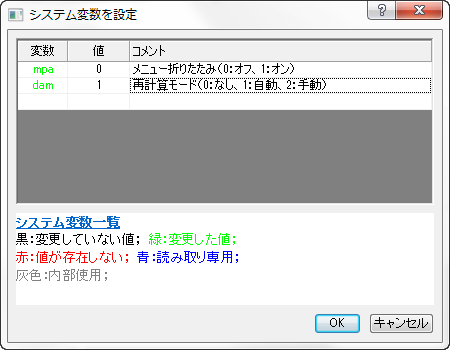 システム変数を設定
変数 値 コメント
mpa 0 メニュー折りたたみ(0:オフ、1:オン)
dam 1 再計算モード(0:なし、1:自動、2:手動)
システム変数一覧
黒:変更していない値; 緑:変更した値;
赤:値が存在しない; 青:読み取り専用;
灰色:内部使用;
OK キャンセル